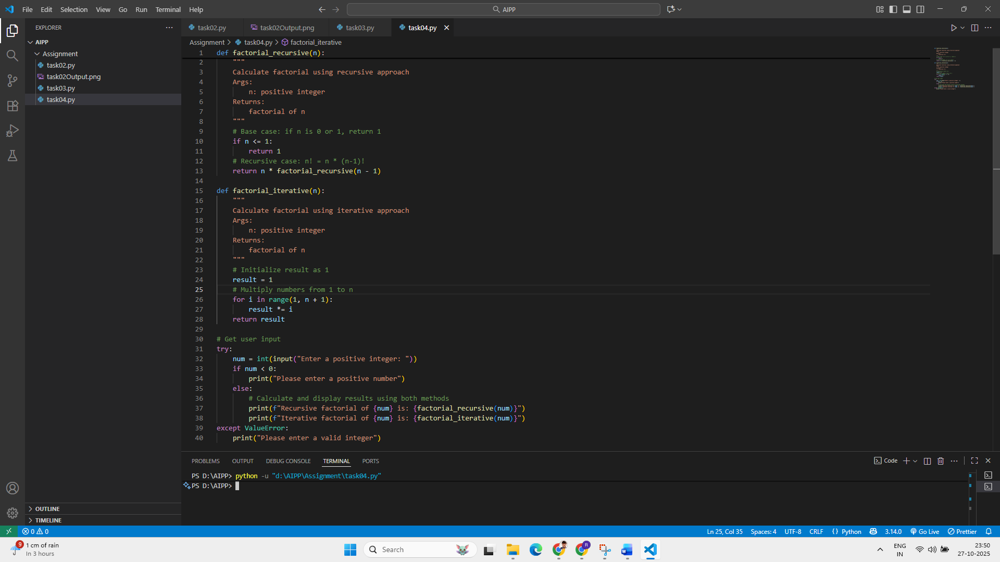 File Edit Selection View Go Run Terminal Help
AIPP
EXPLORER
AIPP
Assignment
task02.py
task02Output.png
task03.py
task04.py
OUTLINE
TIMELINE
task02.py task02Output.png task03.py task04.py
Assignment > task04.py > factorial_iterative
1 def factorial_recursive(n):
2 """
3 Calculate factorial using recursive approach
4 Args:
5 n: positive integer
6 Returns:
7 factorial of n
8 """
9 # Base case: if n is 0 or 1, return 1
10 if n <= 1:
11 return 1
12 # Recursive case: n! = n * (n-1)!
13 return n * factorial_recursive(n - 1)
14
15 def factorial_iterative(n):
16 """
17 Calculate factorial using iterative approach
18 Args:
19 n: positive integer
20 Returns:
21 factorial of n
22 """
23 # Initialize result as 1
24 result = 1
25 # Multiply numbers from 1 to n
26 for i in range(1, n + 1):
27 result *= i
28 return result
29
30 # Get user input
31 try:
32 num = int(input("Enter a positive integer: "))
33 if num < 0:
34 print("Please enter a positive number")
35 else:
36 # Calculate and display results using both methods
37 print(f"Recursive factorial of {num} is: {factorial_recursive(num)}")
38 print(f"Iterative factorial of {num} is: {factorial_iterative(num)}")
39 except ValueError:
40 print("Please enter a valid integer")
PROBLEMS OUTPUT DEBUG CONSOLE TERMINAL PORTS
Code
PS D:\AIPP> python -u "d:\AIPP\Assignment\task04.py"
PS D:\AIPP>
0 0
Ln 25, Col 35 Spaces: 4 UTF-8 CRLF {} Python 3.14.0 Go Live Prettier
9
1 cm of rain
In 3 hours
Search
R
ENG
IN
23:50
27-10-2025